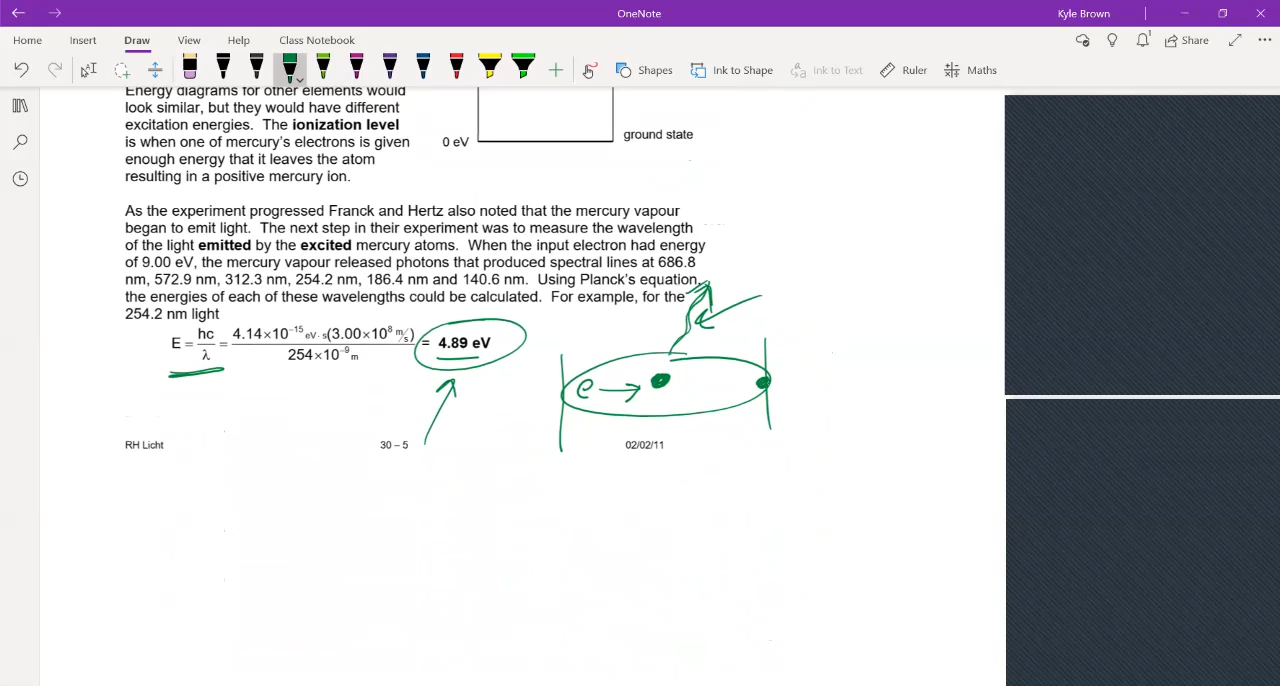 OneNote
Kyle Brown
Home Insert Draw View Help Class Notebook
Share
Shapes Ink to Shape Ink to Text Ruler Maths
Energy diagrams for other elements would
look similar, but they would have different
excitation energies. The ionization level
is when one of mercury's electrons is given
enough energy that it leaves the atom
resulting in a positive mercury ion.
0 eV
ground state
As the experiment progressed Franck and Hertz also noted that the mercury vapour
began to emit light. The next step in their experiment was to measure the wavelength
of the light emitted by the excited mercury atoms. When the input electron had energy
of 9.00 eV, the mercury vapour released photons that produced spectral lines at 686.8
nm, 572.9 nm, 312.3 nm, 254.2 nm, 186.4 nm and 140.6 nm. Using Planck's equation,
the energies of each of these wavelengths could be calculated. For example, for the
254.2 nm light
E = hc/λ = 4.14×10⁻¹⁵ eV·s(3.00×10⁸ m/s) / 254×10⁻⁹ m = 4.89 eV
e
RH Licht 30 – 5 02/02/11